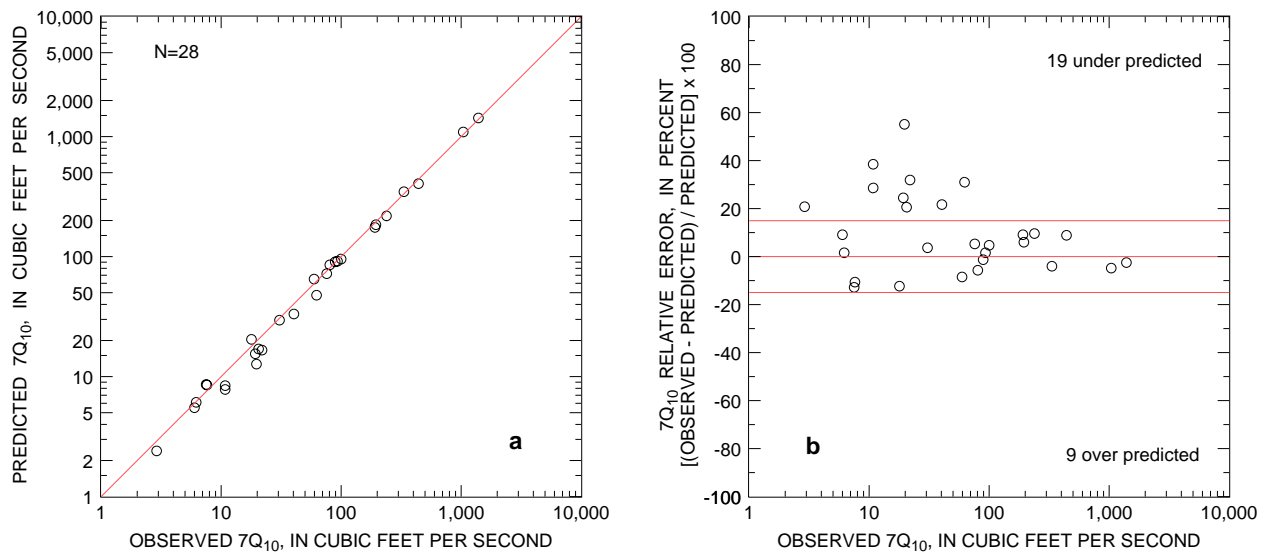 10,000
5,000
2,000
1,000
500
200
100
50
20
10
5
2
1
PREDICTED 7Q10, IN CUBIC FEET PER SECOND
N=28
a
1 10 100 1,000 10,000
OBSERVED 7Q10, IN CUBIC FEET PER SECOND
100
80
60
40
20
0
-20
-40
-60
-80
-100
7Q10 RELATIVE ERROR, IN PERCENT
[(OBSERVED - PREDICTED) / PREDICTED] x 100
19 under predicted
b
9 over predicted
1 10 100 1,000 10,000
OBSERVED 7Q10, IN CUBIC FEET PER SECOND